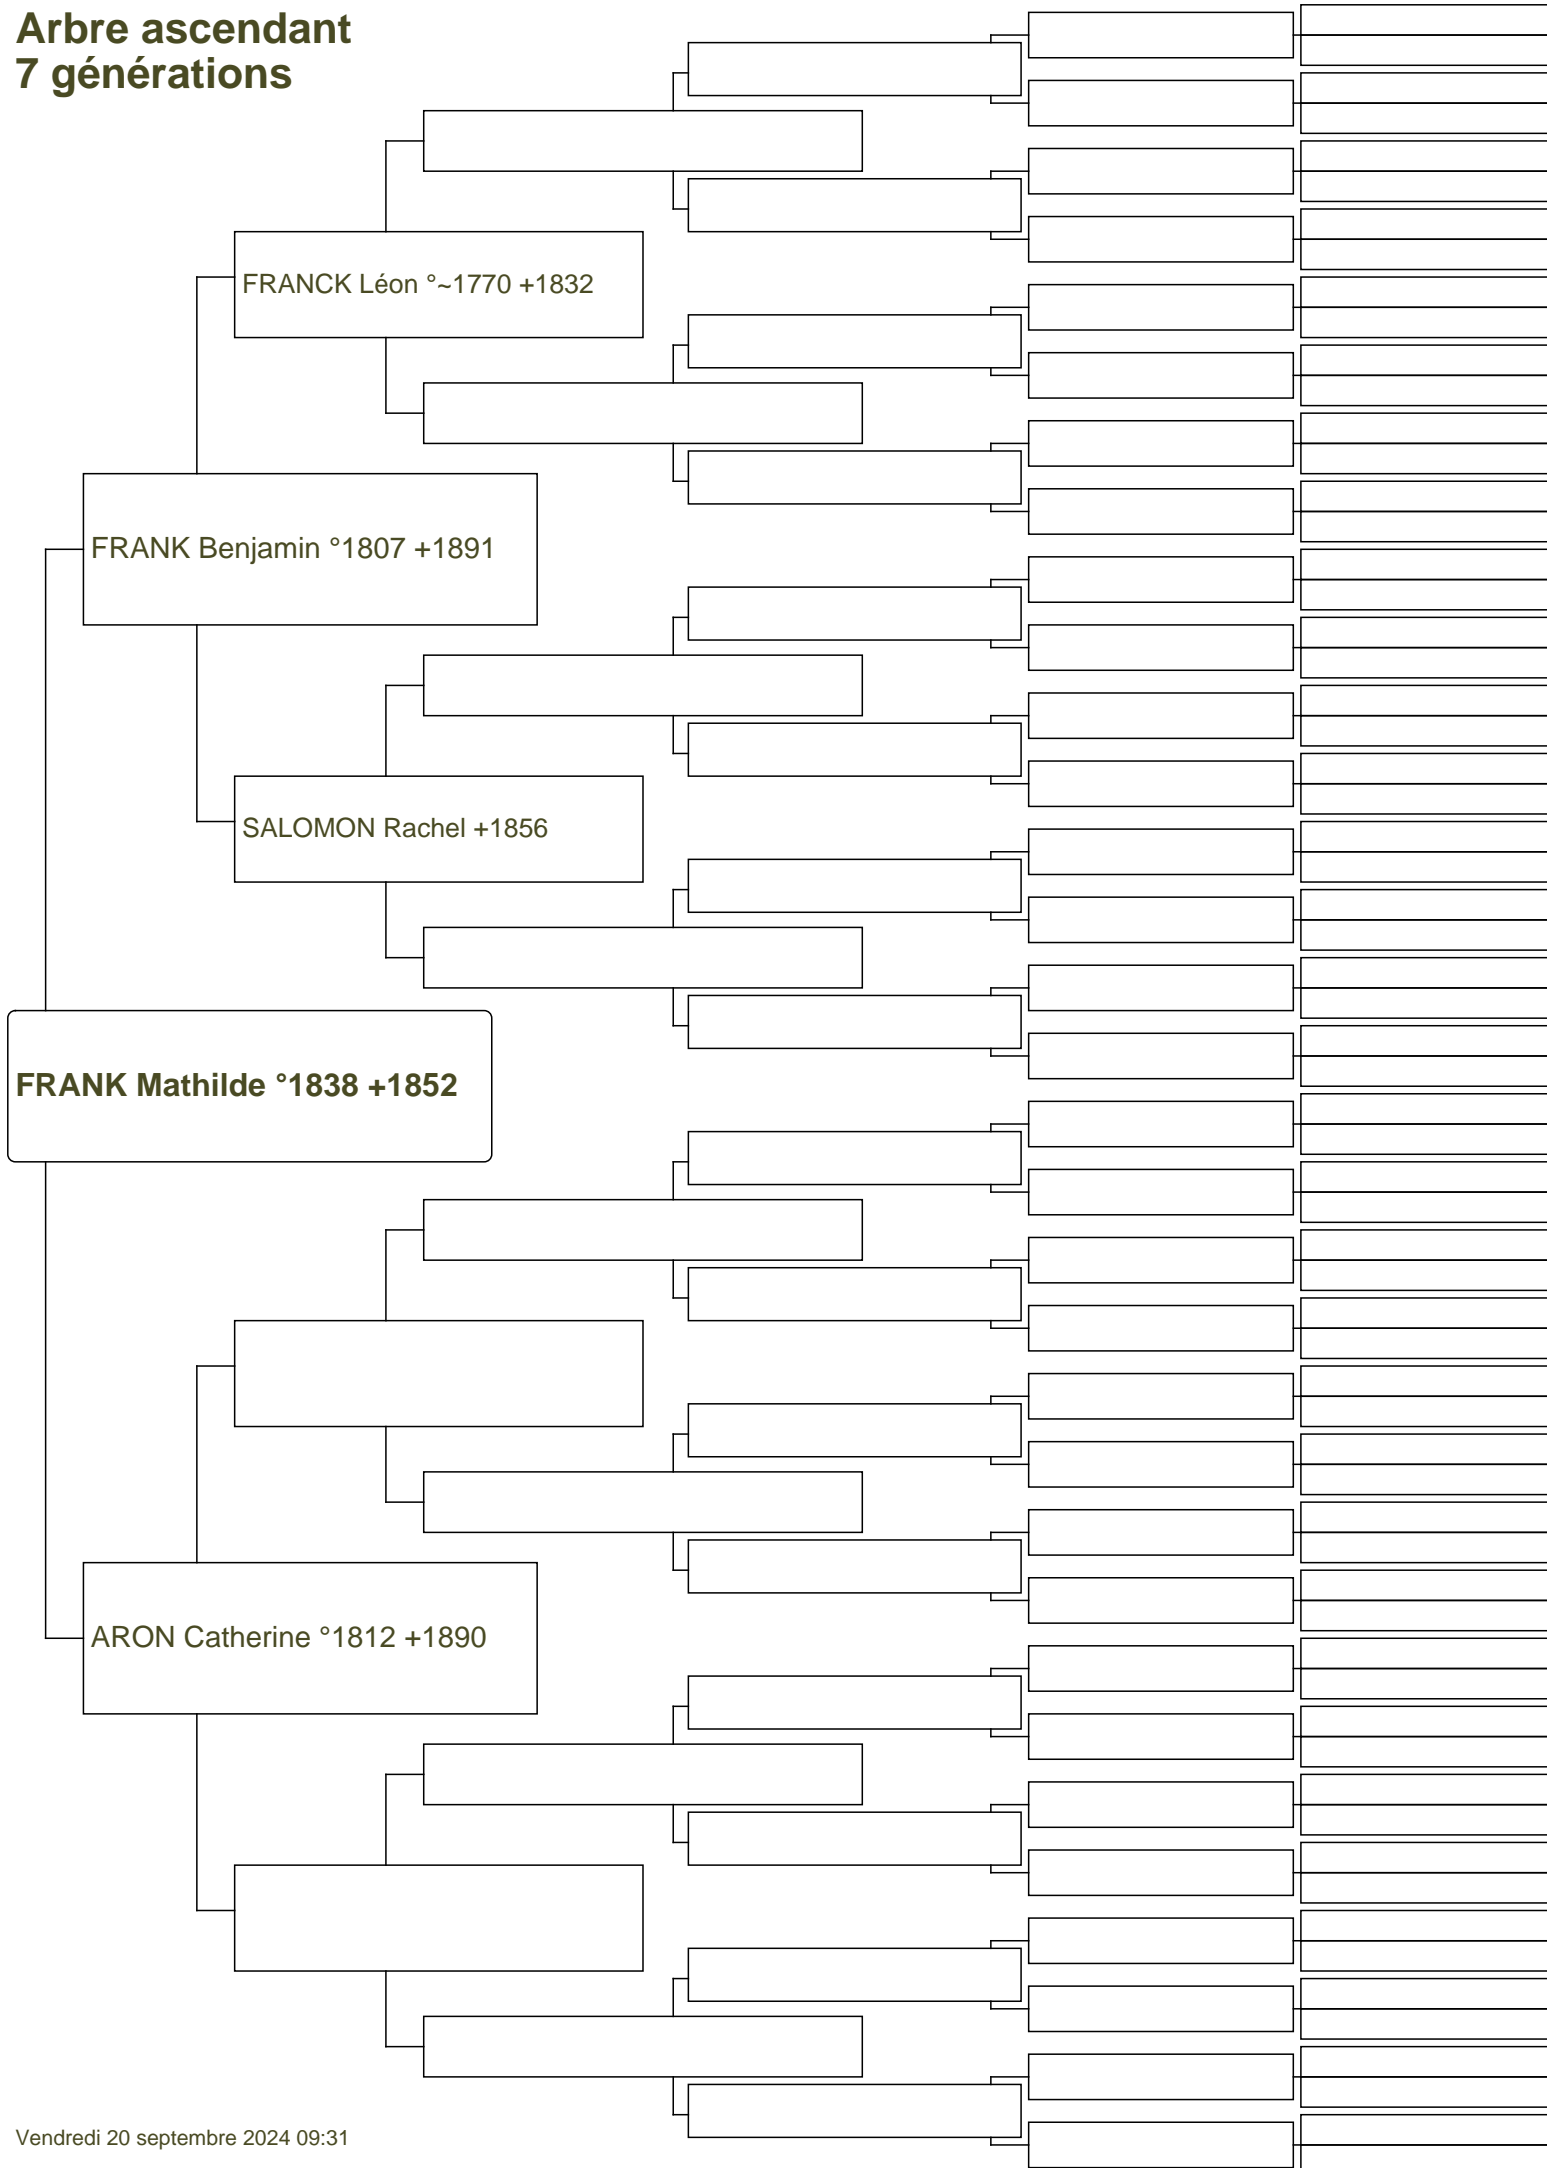 Arbre ascendant
7 générations
FRANCK Léon °~1770 +1832
FRANK Benjamin °1807 +1891
SALOMON Rachel +1856
FRANK Mathilde °1838 +1852
ARON Catherine °1812 +1890
Vendredi 20 septembre 2024 09:31